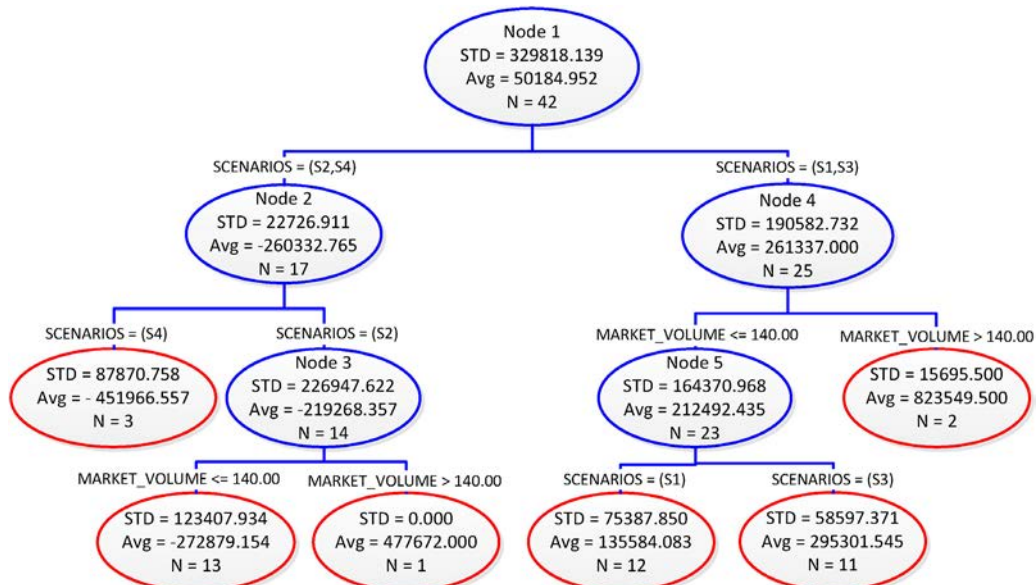 Node 1
STD = 329818.139
Avg = 50184.952
N = 42
SCENARIOS = (S2,S4)
SCENARIOS = (S1,S3)
Node 2
STD = 22726.911
Avg = -260332.765
N = 17
Node 4
STD = 190582.732
Avg = 261337.000
N = 25
SCENARIOS = (S4)
SCENARIOS = (S2)
MARKET_VOLUME <= 140.00
MARKET_VOLUME > 140.00
STD = 87870.758
Avg = - 451966.557
N = 3
Node 3
STD = 226947.622
Avg = -219268.357
N = 14
Node 5
STD = 164370.968
Avg = 212492.435
N = 23
STD = 15695.500
Avg = 823549.500
N = 2
MARKET_VOLUME <= 140.00
MARKET_VOLUME > 140.00
SCENARIOS = (S1)
SCENARIOS = (S3)
STD = 123407.934
Avg = -272879.154
N = 13
STD = 0.000
Avg = 477672.000
N = 1
STD = 75387.850
Avg = 135584.083
N = 12
STD = 58597.371
Avg = 295301.545
N = 11